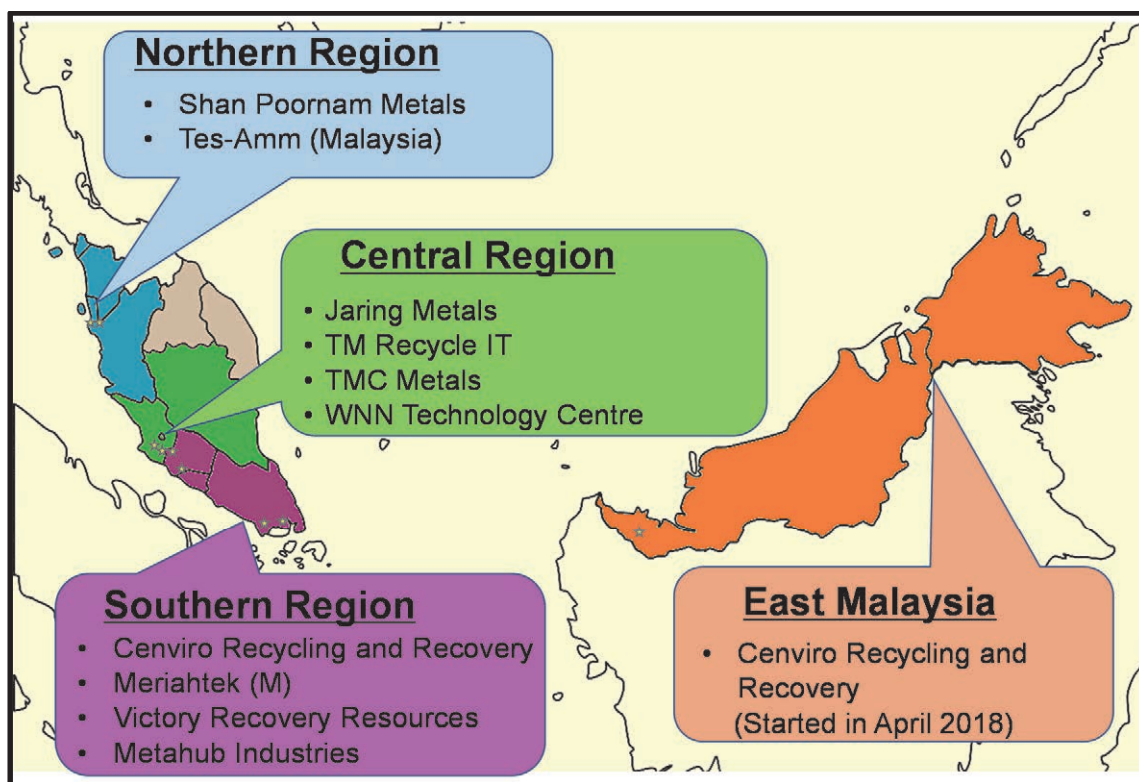 Northern Region
• Shan Poornam Metals
• Tes-Amm (Malaysia)
Central Region
• Jaring Metals
• TM Recycle IT
• TMC Metals
• WNN Technology Centre
Southern Region
• Cenviro Recycling and Recovery
• Meriahtek (M)
• Victory Recovery Resources
• Metahub Industries
East Malaysia
• Cenviro Recycling and
Recovery
(Started in April 2018)